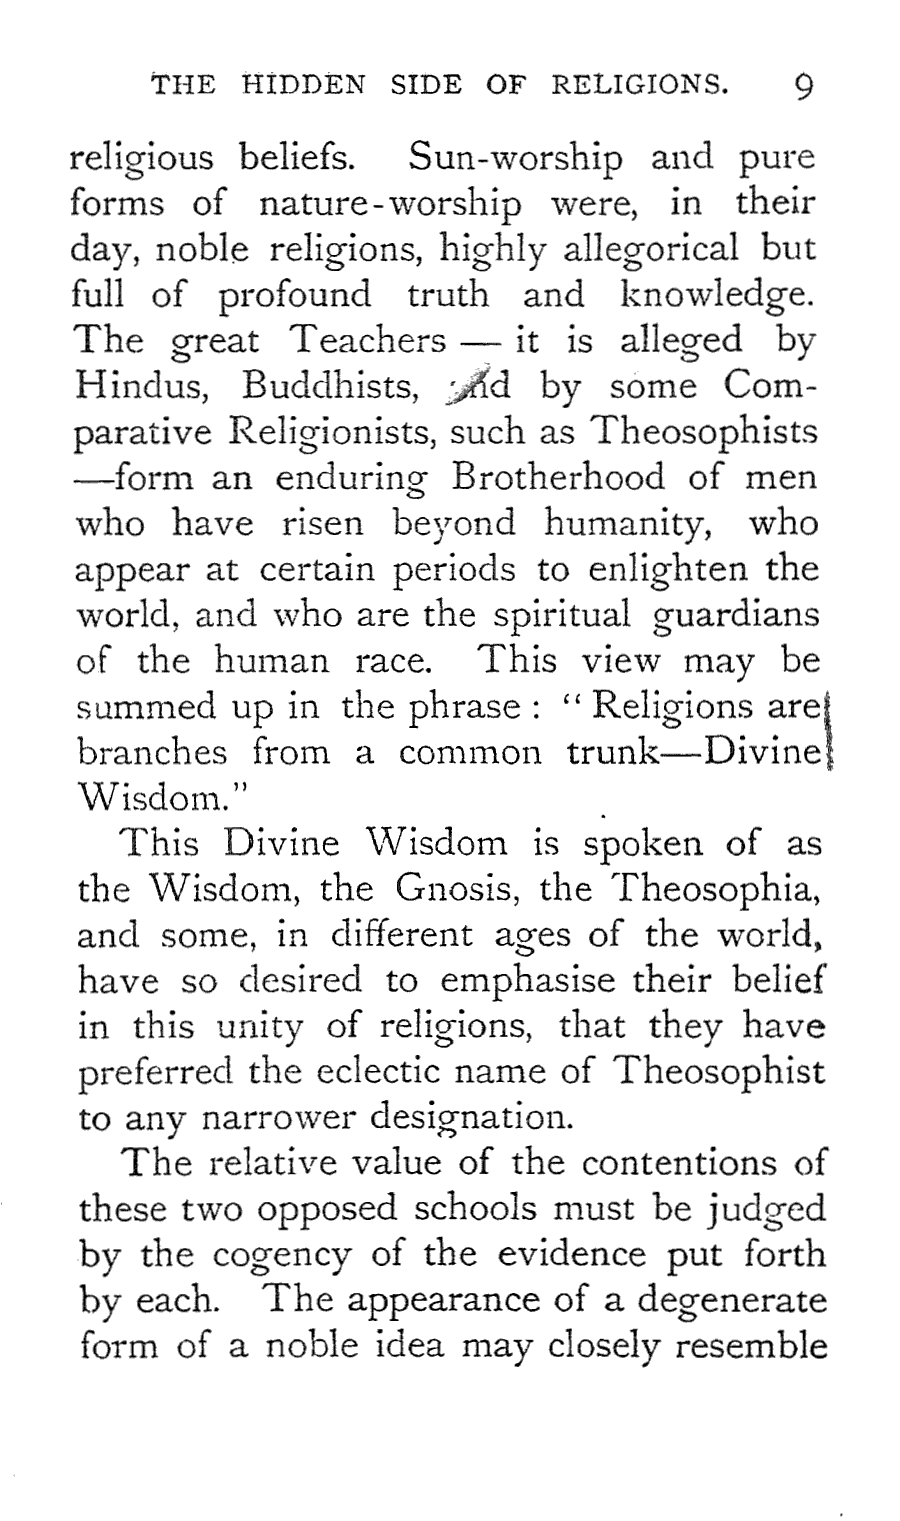 THE HIDDEN SIDE OF RELIGIONS. 9
religious beliefs. Sun-worship and pure
forms of nature-worship were, in their
day, noble religions, highly allegorical but
full of profound truth and knowledge.
The great Teachers — it is alleged by
Hindus, Buddhists, and by some Com-
parative Religionists, such as Theosophists
—form an enduring Brotherhood of men
who have risen beyond humanity, who
appear at certain periods to enlighten the
world, and who are the spiritual guardians
of the human race. This view may be
summed up in the phrase : “ Religions are
branches from a common trunk—Divine
Wisdom.”
This Divine Wisdom is spoken of as
the Wisdom, the Gnosis, the Theosophia,
and some, in different ages of the world,
have so desired to emphasise their belief
in this unity of religions, that they have
preferred the eclectic name of Theosophist
to any narrower designation.
The relative value of the contentions of
these two opposed schools must be judged
by the cogency of the evidence put forth
by each. The appearance of a degenerate
form of a noble idea may closely resemble